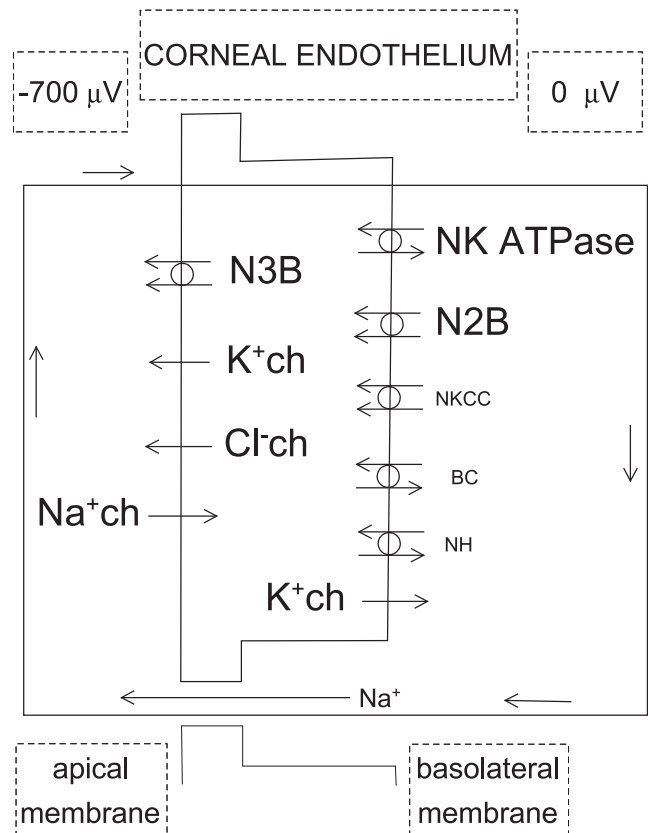 CORNEAL ENDOTHELIUM
-700 μV
0 μV
NK ATPase
N3B
N2B
K⁺ch
NKCC
Cl⁻ch
BC
Na⁺ch
NH
K⁺ch
Na⁺
apical
membrane
basolateral
membrane